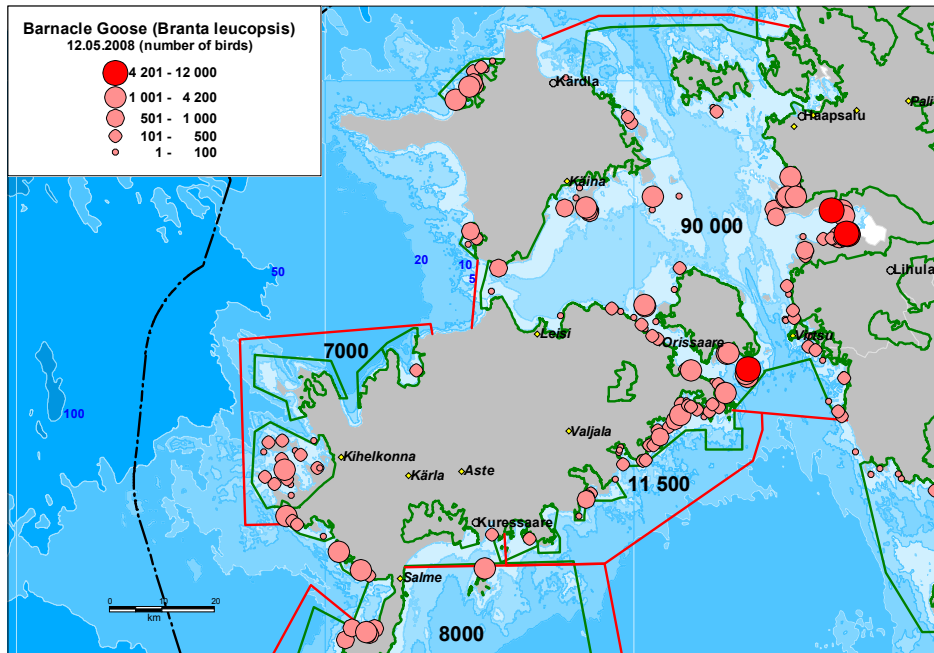 Barnacle Goose (Branta leucopsis)
12.05.2008 (number of birds)
4 201 - 12 000
1 001 - 4 200
501 - 1 000
101 - 500
1 - 100
Kärdla
Haapsalu
Käina
90 000
20
10
5
50
Lihula
Leisi
Virtsu
7000
Orissaare
100
Valjala
Kihelkonna
Kärla
Aste
11 500
Kuressaare
Salme
0
10
20
km
8000